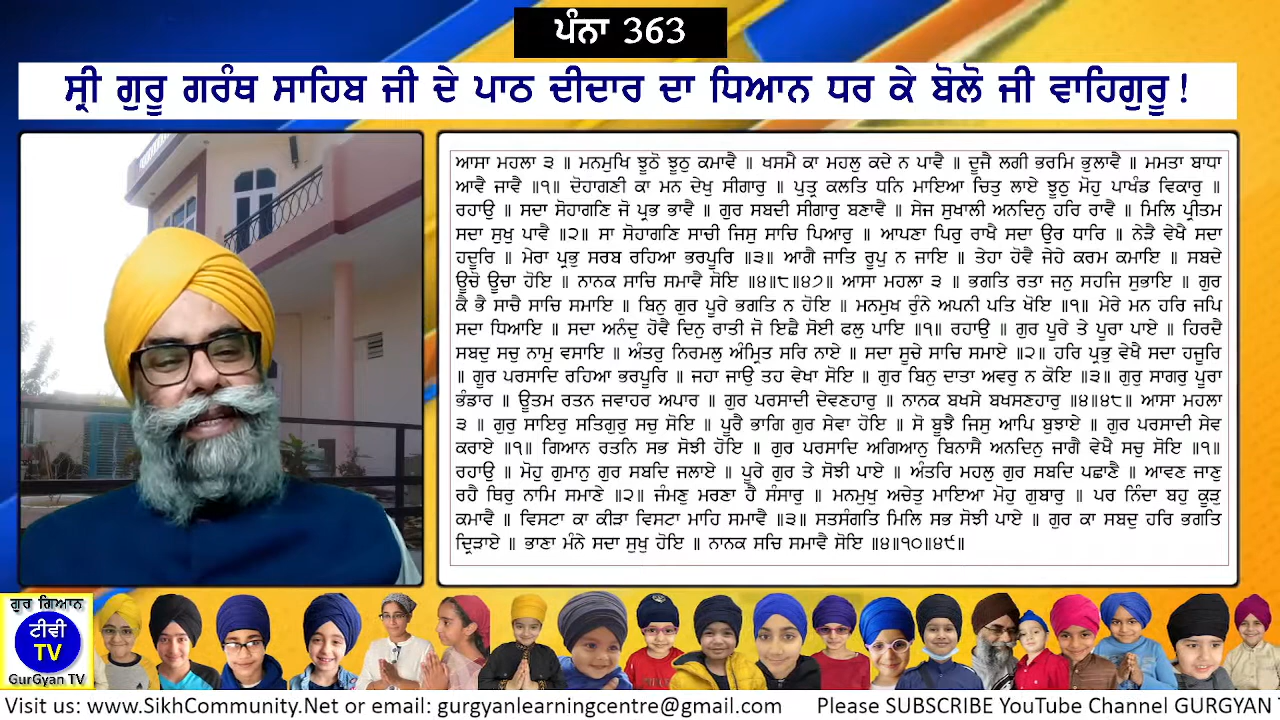 ਪੰਨਾ 363
ਸ੍ਰੀ ਗੁਰੂ ਗਰੰਥ ਸਾਹਿਬ ਜੀ ਦੇ ਪਾਠ ਦੀਦਾਰ ਦਾ ਧਿਆਨ ਧਰ ਕੇ ਬੋਲੋ ਜੀ ਵਾਹਿਗੁਰੂ!
ਆਸਾ ਮਹਲਾ ੩ ॥ ਮਨਮੁਖਿ ਝੂਠੋ ਝੂਠੁ ਕਮਾਵੈ ॥ ਖਸਮੈ ਕਾ ਮਹਲੁ ਕਦੇ ਨ ਪਾਵੈ ॥ ਦੂਜੈ ਲਗੀ ਭਰਮਿ ਭੁਲਾਵੈ ॥ ਮਮਤਾ ਬਾਧਾ
ਆਵੈ ਜਾਵੈ ॥੧॥ ਦੋਹਾਗਣੀ ਕਾ ਮਨ ਦੇਖੁ ਸੀਗਾਰੁ ॥ ਪੁਤ੍ਰ ਕਲਤਿ ਧਨਿ ਮਾਇਆ ਚਿਤੁ ਲਾਏ ਝੂਠੁ ਮੋਹੁ ਪਾਖੰਡ ਵਿਕਾਰੁ ॥੧॥
ਰਹਾਉ ॥ ਸਦਾ ਸੋਹਾਗਣਿ ਜੋ ਪ੍ਰਭ ਭਾਵੈ ॥ ਗੁਰ ਸਬਦੀ ਸੀਗਾਰੁ ਬਣਾਵੈ ॥ ਸੇਜ ਸੁਖਾਲੀ ਅਨਦਿਨੁ ਹਰਿ ਰਾਵੈ ॥ ਮਿਲਿ ਪ੍ਰੀਤਮ
ਸਦਾ ਸੁਖੁ ਪਾਵੈ ॥੨॥ ਸਾ ਸੋਹਾਗਣਿ ਸਾਚੀ ਜਿਸੁ ਸਾਚਿ ਪਿਆਰੁ ॥ ਆਪਣਾ ਪਿਰੁ ਰਾਖੈ ਸਦਾ ਉਰ ਧਾਰਿ ॥ ਨੇੜੈ ਵੇਖੈ ਸਦਾ
ਹਦੂਰਿ ॥ ਮੇਰਾ ਪ੍ਰਭੁ ਸਰਬ ਰਹਿਆ ਭਰਪੂਰਿ ॥੩॥ ਆਗੈ ਜਾਤਿ ਰੂਪੁ ਨ ਜਾਇ ॥ ਤੇਹਾ ਹੋਵੈ ਜੇਹੇ ਕਰਮ ਕਮਾਇ ॥ ਸਬਦੇ
ਊਚੋ ਊਚਾ ਹੋਇ ॥ ਨਾਨਕ ਸਾਚਿ ਸਮਾਵੈ ਸੋਇ ॥੪॥੮॥੪੭॥ ਆਸਾ ਮਹਲਾ ੩ ॥ ਭਗਤਿ ਰਤਾ ਜਨੁ ਸਹਜਿ ਸੁਭਾਇ ॥ ਗੁਰ
ਕੈ ਭੈ ਸਾਚੈ ਸਾਚਿ ਸਮਾਇ ॥ ਬਿਨੁ ਗੁਰ ਪੂਰੇ ਭਗਤਿ ਨ ਹੋਇ ॥ ਮਨਮੁਖ ਰੁੰਨੇ ਅਪਨੀ ਪਤਿ ਖੋਇ ॥੧॥ ਮੇਰੇ ਮਨ ਹਰਿ ਜਪਿ
ਸਦਾ ਧਿਆਇ ॥ ਸਦਾ ਅਨੰਦੁ ਹੋਵੈ ਦਿਨੁ ਰਾਤੀ ਜੋ ਇਛੈ ਸੋਈ ਫਲੁ ਪਾਇ ॥੧॥ ਰਹਾਉ ॥ ਗੁਰ ਪੂਰੇ ਤੇ ਪੂਰਾ ਪਾਏ ॥ ਹਿਰਦੈ
ਸਬਦੁ ਸਚੁ ਨਾਮੁ ਵਸਾਇ ॥ ਅੰਤਰੁ ਨਿਰਮਲੁ ਅੰਮ੍ਰਿਤ ਸਰਿ ਨਾਏ ॥ ਸਦਾ ਸੂਚੇ ਸਾਚਿ ਸਮਾਏ ॥੨॥ ਹਰਿ ਪ੍ਰਭੁ ਵੇਖੈ ਸਦਾ ਹਜੂਰਿ
॥ ਗੁਰ ਪਰਸਾਦਿ ਰਹਿਆ ਭਰਪੂਰਿ ॥ ਜਹਾ ਜਾਉ ਤਹ ਵੇਖਾ ਸੋਇ ॥ ਗੁਰ ਬਿਨੁ ਦਾਤਾ ਅਵਰੁ ਨ ਕੋਇ ॥੩॥ ਗੁਰੁ ਸਾਗਰੁ ਪੂਰਾ
ਭੰਡਾਰ ॥ ਊਤਮ ਰਤਨ ਜਵਾਹਰ ਅਪਾਰ ॥ ਗੁਰ ਪਰਸਾਦੀ ਦੇਵਣਹਾਰੁ ॥ ਨਾਨਕ ਬਖਸੇ ਬਖਸਣਹਾਰੁ ॥੪॥੪੮॥ ਆਸਾ ਮਹਲਾ
੩ ॥ ਗੁਰੁ ਸਾਇਰੁ ਸਤਿਗੁਰੁ ਸਚੁ ਸੋਇ ॥ ਪੂਰੈ ਭਾਗਿ ਗੁਰ ਸੇਵਾ ਹੋਇ ॥ ਸੋ ਬੂਝੈ ਜਿਸੁ ਆਪਿ ਬੁਝਾਏ ॥ ਗੁਰ ਪਰਸਾਦੀ ਸੇਵ
ਕਰਾਏ ॥੧॥ ਗਿਆਨ ਰਤਨਿ ਸਭ ਸੋਝੀ ਹੋਇ ॥ ਗੁਰ ਪਰਸਾਦਿ ਅਗਿਆਨੁ ਬਿਨਾਸੈ ਅਨਦਿਨੁ ਜਾਗੈ ਵੇਖੈ ਸਚੁ ਸੋਇ ॥੧॥
ਰਹਾਉ ॥ ਮੋਹੁ ਗੁਮਾਨੁ ਗੁਰ ਸਬਦਿ ਜਲਾਏ ॥ ਪੂਰੇ ਗੁਰ ਤੇ ਸੋਝੀ ਪਾਏ ॥ ਅੰਤਰਿ ਮਹਲੁ ਗੁਰ ਸਬਦਿ ਪਛਾਣੈ ॥ ਆਵਣ ਜਾਣੁ
ਰਹੈ ਥਿਰੁ ਨਾਮਿ ਸਮਾਣੇ ॥੨॥ ਜੰਮਣੁ ਮਰਣਾ ਹੈ ਸੰਸਾਰੁ ॥ ਮਨਮੁਖੁ ਅਚੇਤੁ ਮਾਇਆ ਮੋਹੁ ਗੁਬਾਰੁ ॥ ਪਰ ਨਿੰਦਾ ਬਹੁ ਕੂੜੁ
ਕਮਾਵੈ ॥ ਵਿਸਟਾ ਕਾ ਕੀੜਾ ਵਿਸਟਾ ਮਾਹਿ ਸਮਾਵੈ ॥੩॥ ਸਤਸੰਗਤਿ ਮਿਲਿ ਸਭ ਸੋਝੀ ਪਾਏ ॥ ਗੁਰ ਕਾ ਸਬਦੁ ਹਰਿ ਭਗਤਿ
ਦ੍ਰਿੜਾਏ ॥ ਭਾਣਾ ਮੰਨੇ ਸਦਾ ਸੁਖੁ ਹੋਇ ॥ ਨਾਨਕ ਸਚਿ ਸਮਾਵੈ ਸੋਇ ॥੪॥੧੦॥੪੯॥
ਗੁਰ ਗਿਆਨ
ਟੀਵੀ
TV
GurGyan TV
Visit us: www.SikhCommunity.Net or email: gurgyanlearningcentre@gmail.com Please SUBSCRIBE YouTube Channel GURGYAN